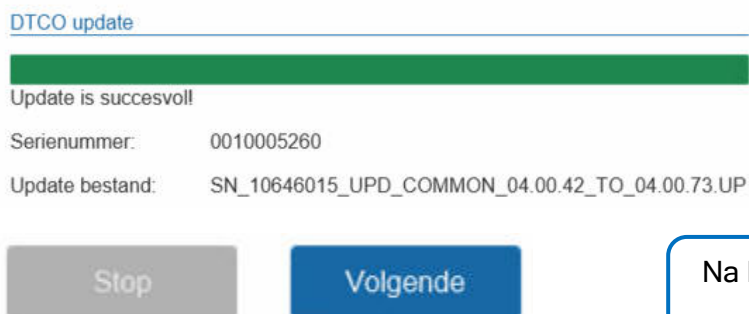 DTCO update
Update is succesvol!
Serienummer: 0010005260
Update bestand: SN_10646015_UPD_COMMON_04.00.42_TO_04.00.73.UP
Stop Volgende
Na